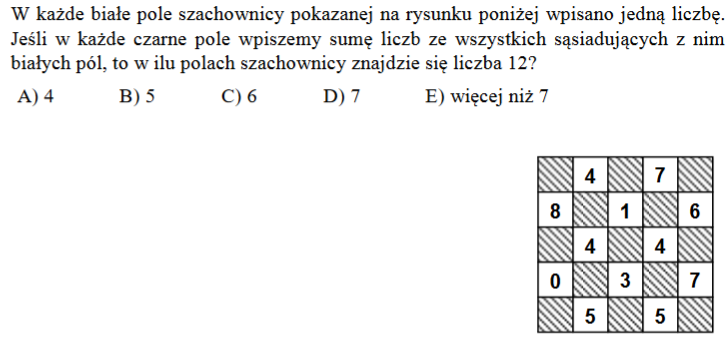 W każde białe pole szachownicy pokazanej na rysunku poniżej wpisano jedną liczbę.
Jeśli w każde czarne pole wpiszemy sumę liczb ze wszystkich sąsiadujących z nim
białych pól, to w ilu polach szachownicy znajdzie się liczba 12?
A) 4 B) 5 C) 6 D) 7 E) więcej niż 7
4 7
8 1 6
4 4
0 3 7
5 5